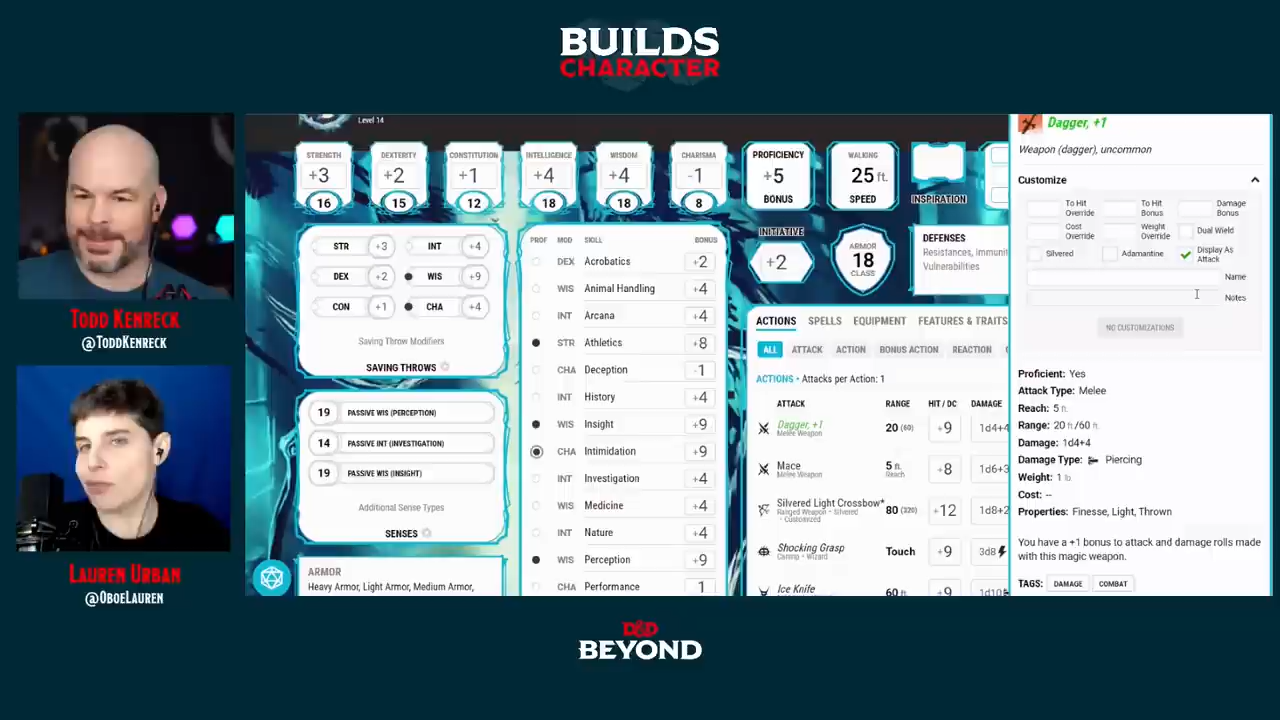 BUILDS
CHARACTER
TODD KENRECK
@TODDKENRECK
LAUREN URBAN
@OBOELAUREN
Level 14
STRENGTH
+3
16
DEXTERITY
+2
15
CONSTITUTION
+1
12
INTELLIGENCE
+4
18
WISDOM
+4
18
CHARISMA
-1
8
PROFICIENCY
+5
BONUS
WALKING
25 ft.
SPEED
INSPIRATION
STR +3 INT +4
DEX +2 WIS +9
CON +1 CHA +4
Saving Throw Modifiers
SAVING THROWS
19 PASSIVE WIS (PERCEPTION)
14 PASSIVE INT (INVESTIGATION)
19 PASSIVE WIS (INSIGHT)
Additional Sense Types
SENSES
ARMOR
Heavy Armor, Light Armor, Medium Armor,
PROF MOD SKILL BONUS
DEX Acrobatics +2
WIS Animal Handling +4
INT Arcana +4
STR Athletics +8
CHA Deception -1
INT History +4
WIS Insight +9
CHA Intimidation +9
INT Investigation +4
WIS Medicine +4
INT Nature +4
WIS Perception +9
CHA Performance
INITIATIVE
+2
ARMOR
18
CLASS
DEFENSES
Resistances, Immuni
Vulnerabilities
ACTIONS SPELLS EQUIPMENT FEATURES & TRAITS
ALL ATTACK ACTION BONUS ACTION REACTION
ACTIONS • Attacks per Action: 1
ATTACK RANGE HIT / DC DAMAGE
Dagger, +1 20 (60) +9 1d4+4
Melee Weapon
Mace 5 ft. +8 1d6+3
Melee Weapon Reach
Silvered Light Crossbow* 80 (320) +12 1d8+2
Ranged Weapon • Silvered
• Customized
Shocking Grasp Touch +9 3d8
Cantrip • Wizard
Ice Knife 60 ft. +9 1d10
Dagger, +1
Weapon (dagger), uncommon
Customize
To Hit Override
To Hit Bonus
Damage Bonus
Cost Override
Weight Override
Dual Wield
Silvered
Adamantine
Display As Attack
Name
Notes
NO CUSTOMIZATIONS
Proficient: Yes
Attack Type: Melee
Reach: 5 ft.
Range: 20 ft./60 ft.
Damage: 1d4+4
Damage Type: Piercing
Weight: 1 lb.
Cost: --
Properties: Finesse, Light, Thrown
You have a +1 bonus to attack and damage rolls made
with this magic weapon.
TAGS: DAMAGE COMBAT
D&D
BEYOND